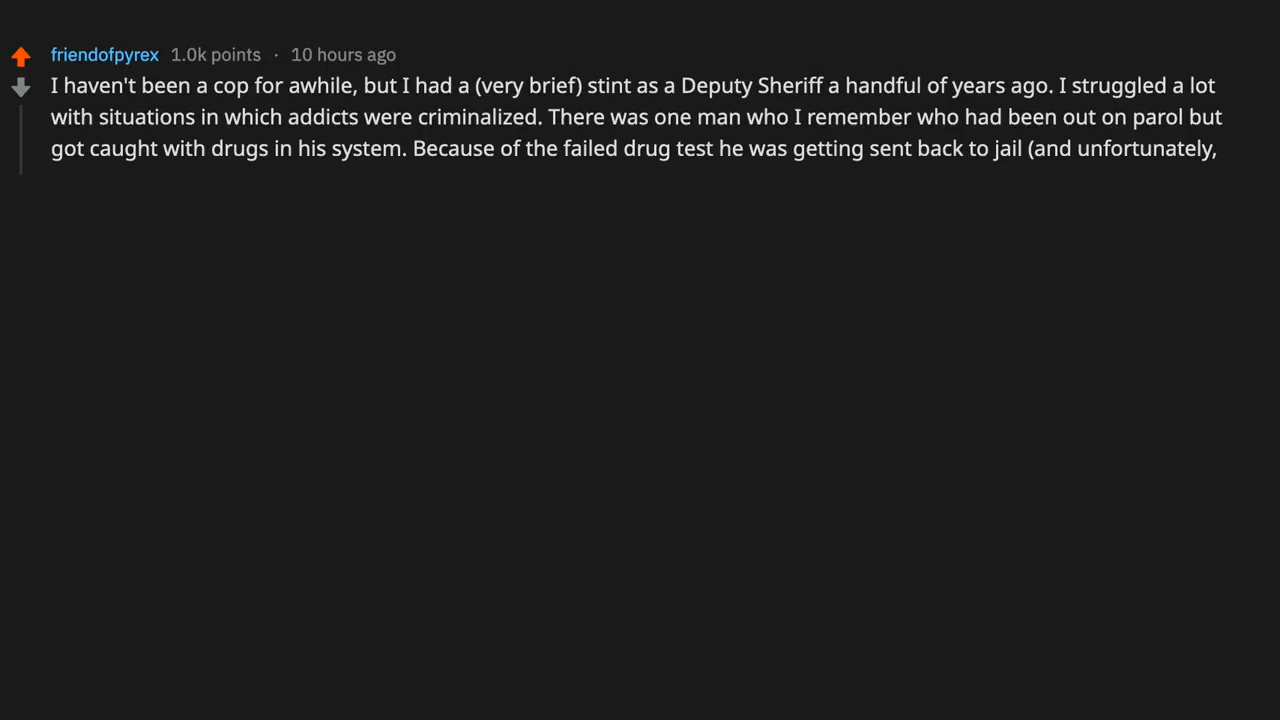 friendofpyrex 1.0k points · 10 hours ago
I haven't been a cop for awhile, but I had a (very brief) stint as a Deputy Sheriff a handful of years ago. I struggled a lot
with situations in which addicts were criminalized. There was one man who I remember who had been out on parol but
got caught with drugs in his system. Because of the failed drug test he was getting sent back to jail (and unfortunately,